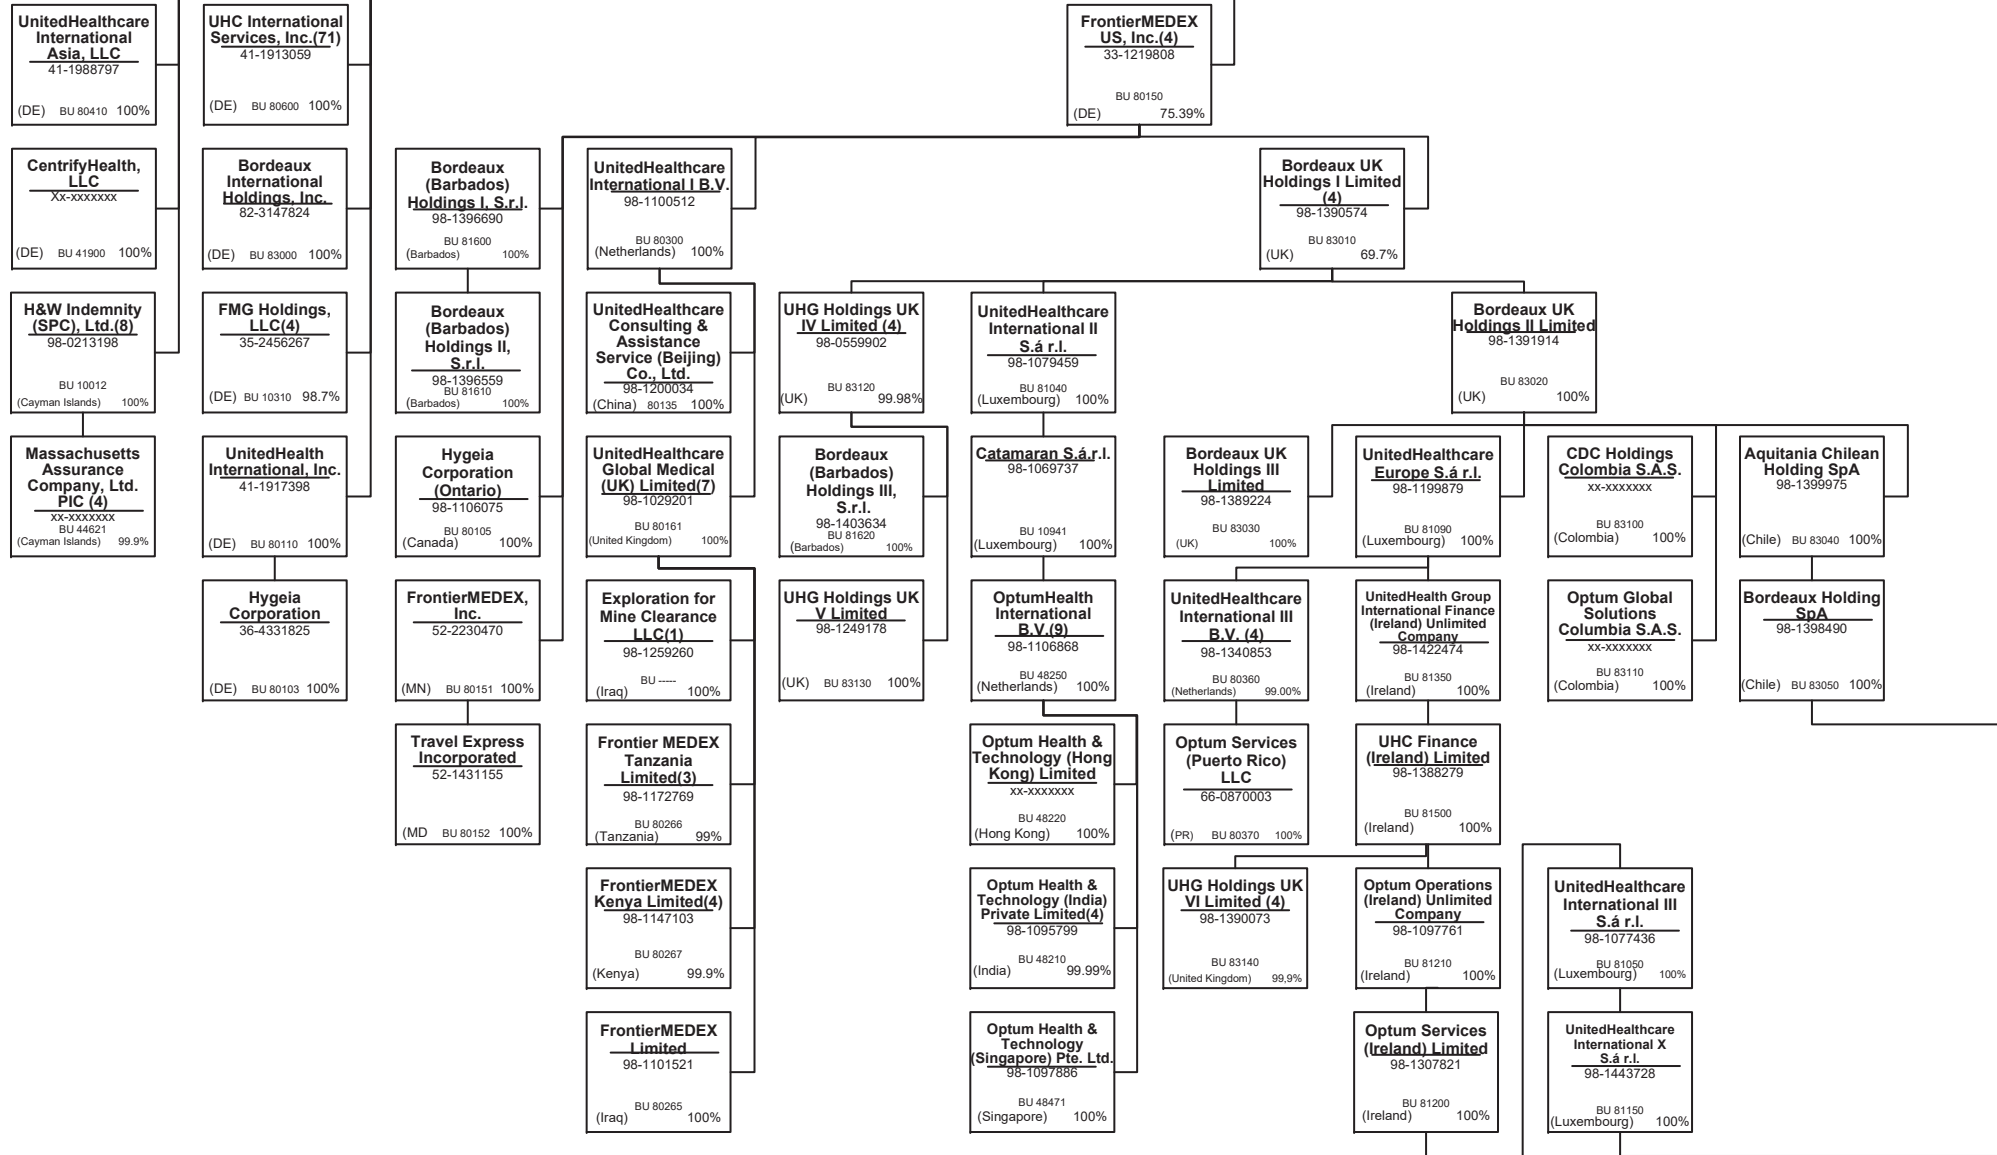 UnitedHealthcare
International
Asia, LLC
41-1988797
(DE) BU 80410 100%
UHC International
Services, Inc.(71)
41-1913059
(DE) BU 80600 100%
FrontierMEDEX
US, Inc.(4)
33-1219808
BU 80150
(DE) 75.39%
CentrifyHealth,
LLC
Xx-xxxxxxx
(DE) BU 41900 100%
Bordeaux
International
Holdings, Inc.
82-3147824
(DE) BU 83000 100%
Bordeaux
(Barbados)
Holdings I, S.r.l.
98-1396690
BU 81600
(Barbados) 100%
UnitedHealthcare
International I B.V.
98-1100512
BU 80300
(Netherlands) 100%
Bordeaux UK
Holdings I Limited
(4)
98-1390574
BU 83010
(UK) 69.7%
H&W Indemnity
(SPC), Ltd.(8)
98-0213198
BU 10012
(Cayman Islands) 100%
FMG Holdings,
LLC(4)
35-2456267
(DE) BU 10310 98.7%
Bordeaux
(Barbados)
Holdings II,
S.r.l.
98-1396559
BU 81610
(Barbados) 100%
UnitedHealthcare
Consulting &
Assistance
Service (Beijing)
Co., Ltd.
98-1200034
(China) 80135 100%
UHG Holdings UK
IV Limited (4)
98-0559902
BU 83120
(UK) 99.98%
UnitedHealthcare
International II
S.á r.l.
98-1079459
BU 81040
(Luxembourg) 100%
Bordeaux UK
Holdings II Limited
98-1391914
BU 83020
(UK) 100%
Massachusetts
Assurance
Company, Ltd.
PIC (4)
xx-xxxxxxx
BU 44621
(Cayman Islands) 99.9%
UnitedHealth
International, Inc.
41-1917398
(DE) BU 80110 100%
Hygeia
Corporation
(Ontario)
98-1106075
BU 80105
(Canada) 100%
UnitedHealthcare
Global Medical
(UK) Limited(7)
98-1029201
BU 80161
(United Kingdom) 100%
Bordeaux
(Barbados)
Holdings III,
S.r.l.
98-1403634
BU 81620
(Barbados) 100%
Catamaran S.á.r.l.
98-1069737
BU 10941
(Luxembourg) 100%
Bordeaux UK
Holdings III
Limited
98-1389224
BU 83030
(UK) 100%
UnitedHealthcare
Europe S.á r.l.
98-1199879
BU 81090
(Luxembourg) 100%
CDC Holdings
Colombia S.A.S.
xx-xxxxxxx
BU 83100
(Colombia) 100%
Aquitania Chilean
Holding SpA
98-1399975
(Chile) BU 83040 100%
Hygeia
Corporation
36-4331825
(DE) BU 80103 100%
FrontierMEDEX,
Inc.
52-2230470
(MN) BU 80151 100%
Exploration for
Mine Clearance
LLC(1)
98-1259260
BU -----
(Iraq) 100%
UHG Holdings UK
V Limited
98-1249178
(UK) BU 83130 100%
OptumHealth
International
B.V.(9)
98-1106868
BU 48250
(Netherlands) 100%
UnitedHealthcare
International III
B.V. (4)
98-1340853
BU 80360
(Netherlands) 99.00%
UnitedHealth Group
International Finance
(Ireland) Unlimited
Company
98-1422474
BU 81350
(Ireland) 100%
Optum Global
Solutions
Columbia S.A.S.
xx-xxxxxxx
BU 83110
(Colombia) 100%
Bordeaux Holding
SpA
98-1398490
(Chile) BU 83050 100%
Travel Express
Incorporated
52-1431155
(MD BU 80152 100%
Frontier MEDEX
Tanzania
Limited(3)
98-1172769
BU 80266
(Tanzania) 99%
Optum Health &
Technology (Hong
Kong) Limited
xx-xxxxxxx
BU 48220
(Hong Kong) 100%
Optum Services
(Puerto Rico)
LLC
66-0870003
(PR) BU 80370 100%
UHC Finance
(Ireland) Limited
98-1388279
BU 81500
(Ireland) 100%
FrontierMEDEX
Kenya Limited(4)
98-1147103
BU 80267
(Kenya) 99.9%
Optum Health &
Technology (India)
Private Limited(4)
98-1095799
BU 48210
(India) 99.99%
UHG Holdings UK
VI Limited (4)
98-1390073
BU 83140
(United Kingdom) 99,9%
Optum Operations
(Ireland) Unlimited
Company
98-1097761
BU 81210
(Ireland) 100%
UnitedHealthcare
International III
S.á r.l.
98-1077436
BU 81050
(Luxembourg) 100%
FrontierMEDEX
Limited
98-1101521
BU 80265
(Iraq) 100%
Optum Health &
Technology
(Singapore) Pte. Ltd.
98-1097886
BU 48471
(Singapore) 100%
Optum Services
(Ireland) Limited
98-1307821
BU 81200
(Ireland) 100%
UnitedHealthcare
International X
S.á r.l.
98-1443728
BU 81150
(Luxembourg) 100%